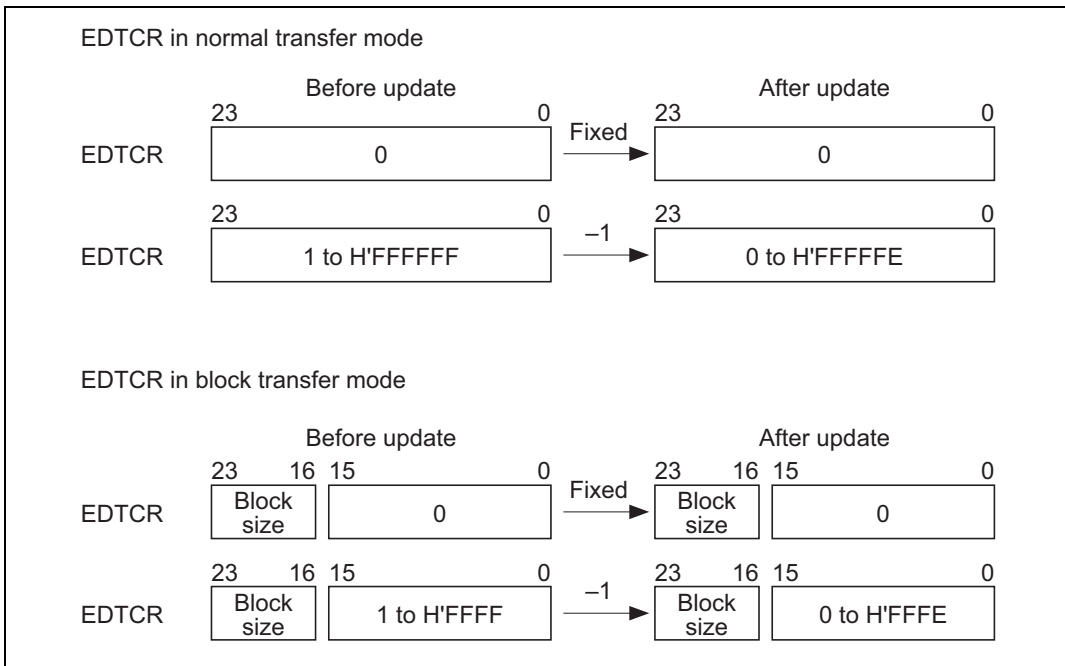 EDTCR in normal transfer mode
Before update After update
23 0 Fixed 23 0
EDTCR 0 0
23 0 –1 23 0
EDTCR 1 to H'FFFFFF 0 to H'FFFFFE
EDTCR in block transfer mode
Before update After update
23 16 15 0 Fixed 23 16 15 0
EDTCR Block size 0 Block size 0
23 16 15 0 –1 23 16 15 0
EDTCR Block size 1 to H'FFFF Block size 0 to H'FFFE